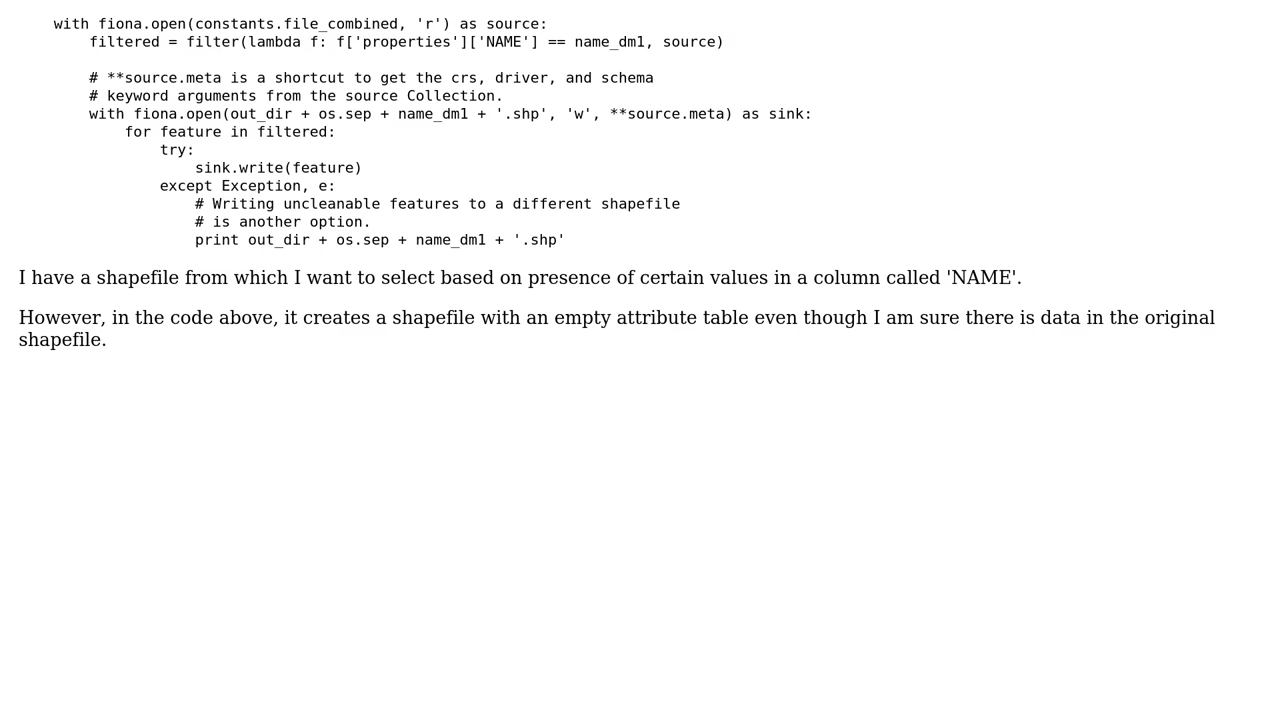 with fiona.open(constants.file_combined, 'r') as source:
    filtered = filter(lambda f: f['properties']['NAME'] == name_dm1, source)

    # **source.meta is a shortcut to get the crs, driver, and schema
    # keyword arguments from the source Collection.
    with fiona.open(out_dir + os.sep + name_dm1 + '.shp', 'w', **source.meta) as sink:
        for feature in filtered:
            try:
                sink.write(feature)
            except Exception, e:
                # Writing uncleanable features to a different shapefile
                # is another option.
                print out_dir + os.sep + name_dm1 + '.shp'
I have a shapefile from which I want to select based on presence of certain values in a column called 'NAME'.
However, in the code above, it creates a shapefile with an empty attribute table even though I am sure there is data in the original
shapefile.